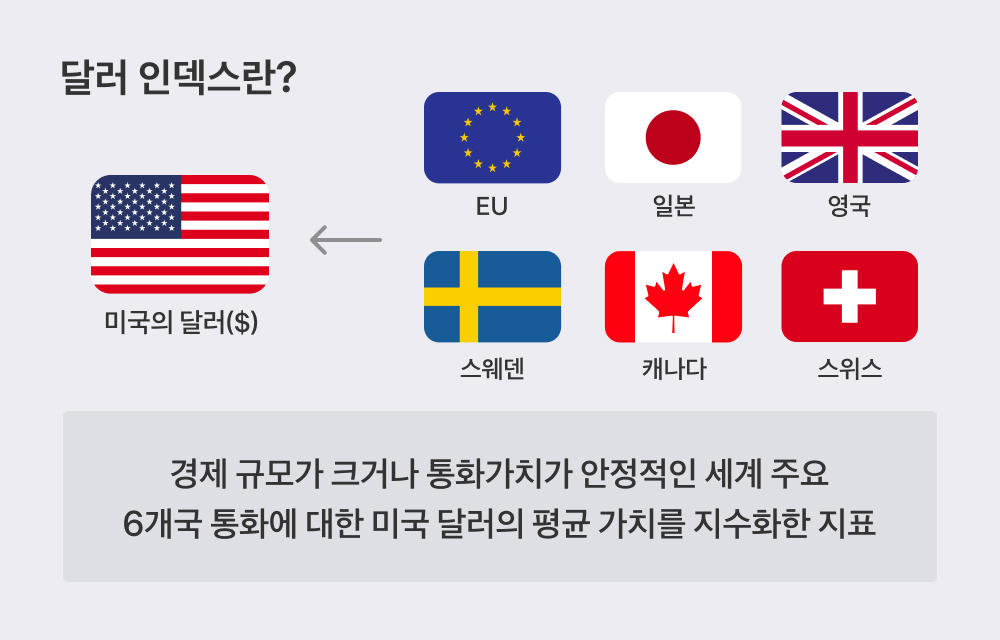 달러 인덱스란?
EU
일본
영국
미국의 달러($)
스웨덴
캐나다
스위스
경제 규모가 크거나 통화가치가 안정적인 세계 주요
6개국 통화에 대한 미국 달러의 평균 가치를 지수화한 지표